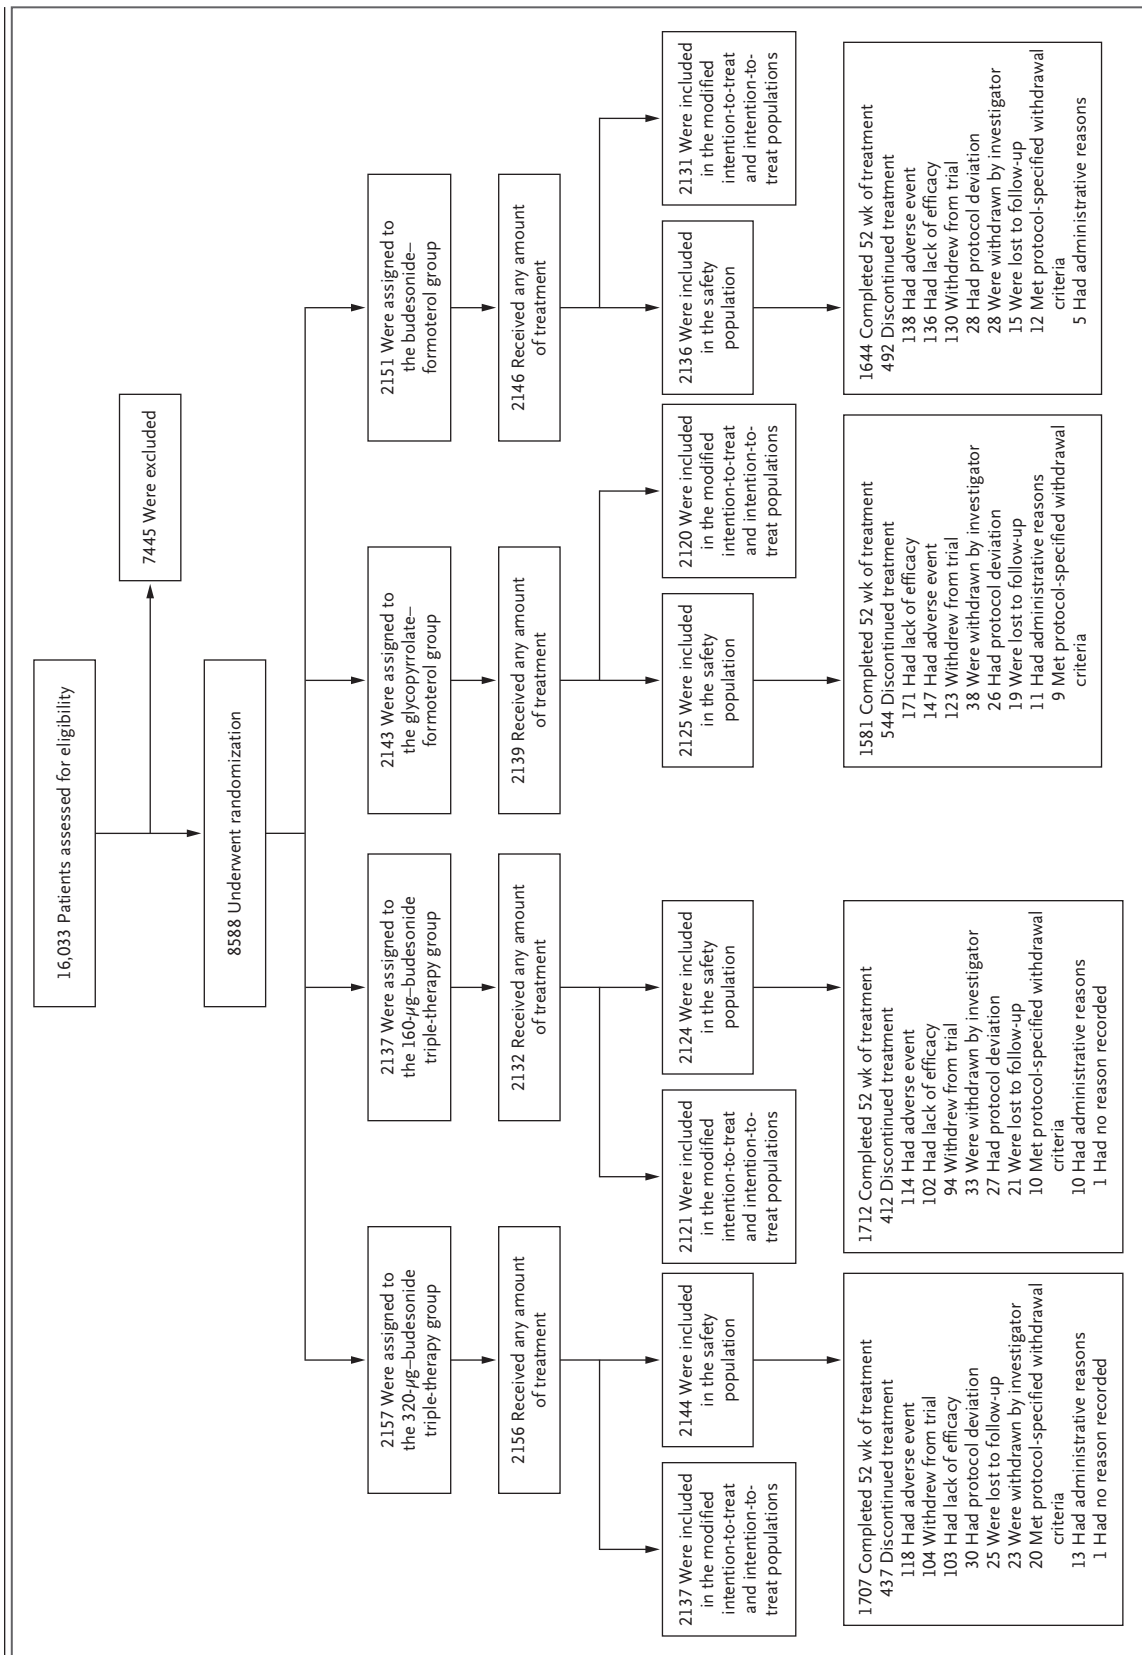 16,033 Patients assessed for eligibility
7445 Were excluded
8588 Underwent randomization
2157 Were assigned to
the 320-μg–budesonide
triple-therapy group
2137 Were assigned to
the 160-μg–budesonide
triple-therapy group
2143 Were assigned to
the glycopyrrolate–
formoterol group
2151 Were assigned to
the budesonide–
formoterol group
2156 Received any amount
of treatment
2132 Received any amount
of treatment
2139 Received any amount
of treatment
2146 Received any amount
of treatment
2137 Were included
in the modified
intention-to-treat
and intention-to-
treat populations
2144 Were included
in the safety
population
2121 Were included
in the modified
intention-to-treat
and intention-to-
treat populations
2124 Were included
in the safety
population
2125 Were included
in the safety
population
2120 Were included
in the modified
intention-to-treat
and intention-to-
treat populations
2136 Were included
in the safety
population
2131 Were included
in the modified
intention-to-treat
and intention-to-
treat populations
1707 Completed 52 wk of treatment
437 Discontinued treatment
118 Had adverse event
104 Withdrew from trial
103 Had lack of efficacy
30 Had protocol deviation
25 Were lost to follow-up
23 Were withdrawn by investigator
20 Met protocol-specified withdrawal
criteria
13 Had administrative reasons
1 Had no reason recorded
1712 Completed 52 wk of treatment
412 Discontinued treatment
114 Had adverse event
102 Had lack of efficacy
94 Withdrew from trial
33 Were withdrawn by investigator
27 Had protocol deviation
21 Were lost to follow-up
10 Met protocol-specified withdrawal
criteria
10 Had administrative reasons
1 Had no reason recorded
1581 Completed 52 wk of treatment
544 Discontinued treatment
171 Had lack of efficacy
147 Had adverse event
123 Withdrew from trial
38 Were withdrawn by investigator
26 Had protocol deviation
19 Were lost to follow-up
11 Had administrative reasons
9 Met protocol-specified withdrawal
criteria
1644 Completed 52 wk of treatment
492 Discontinued treatment
138 Had adverse event
136 Had lack of efficacy
130 Withdrew from trial
28 Had protocol deviation
28 Were withdrawn by investigator
15 Were lost to follow-up
12 Met protocol-specified withdrawal
criteria
5 Had administrative reasons